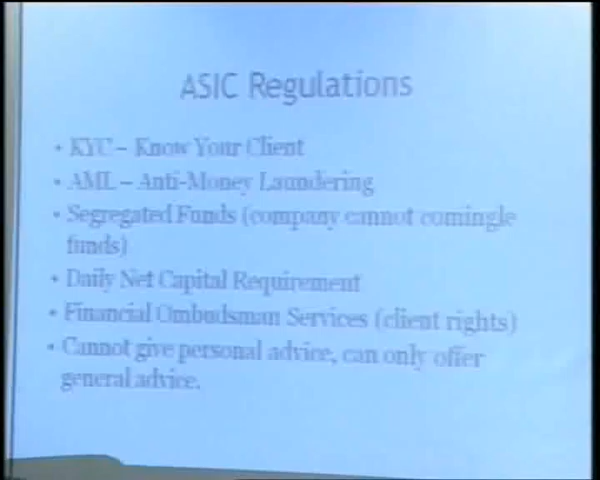 ASIC Regulations
• KYC – Know Your Client
• AML – Anti-Money Laundering
• Segregated Funds (company cannot comingle
funds)
• Daily Net Capital Requirement
• Financial Ombudsman Services (client rights)
• Cannot give personal advice, can only offer
general advice.